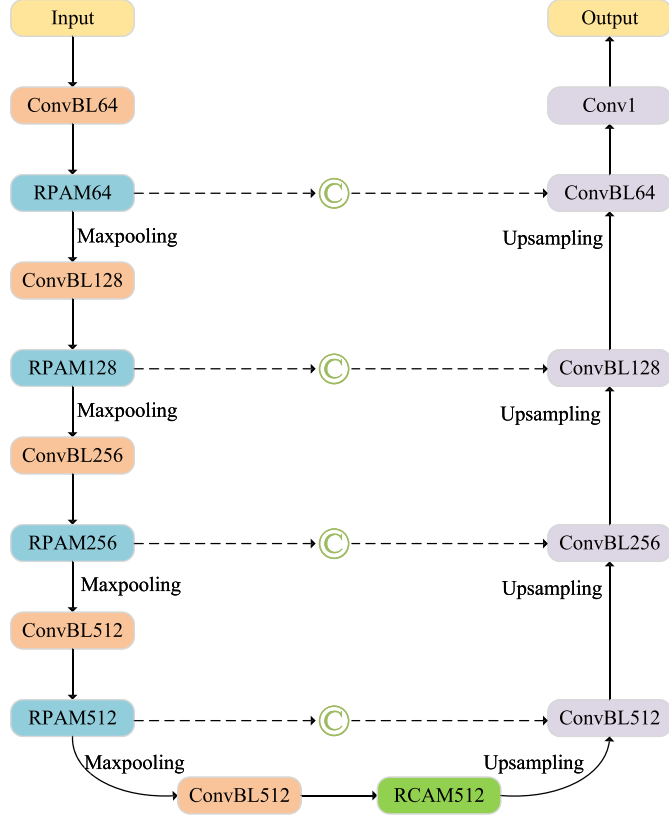 Input
Output
ConvBL64
Conv1
RPAM64
©
ConvBL64
Maxpooling
Upsampling
ConvBL128
RPAM128
©
ConvBL128
Maxpooling
Upsampling
ConvBL256
RPAM256
©
ConvBL256
Maxpooling
Upsampling
ConvBL512
RPAM512
©
ConvBL512
Maxpooling
Upsampling
ConvBL512
RCAM512